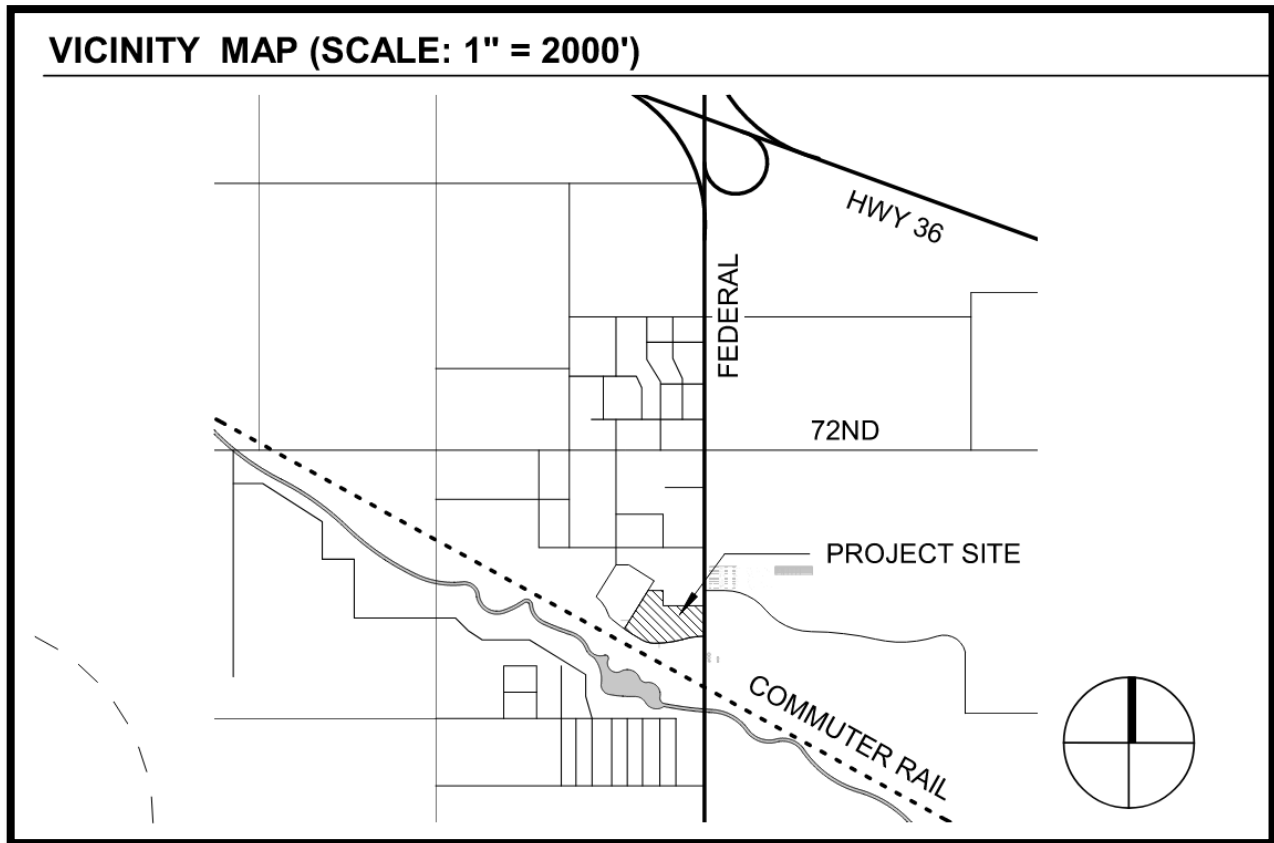 VICINITY MAP (SCALE: 1" = 2000')
HWY 36
FEDERAL
72ND
PROJECT SITE
COMMUTER RAIL